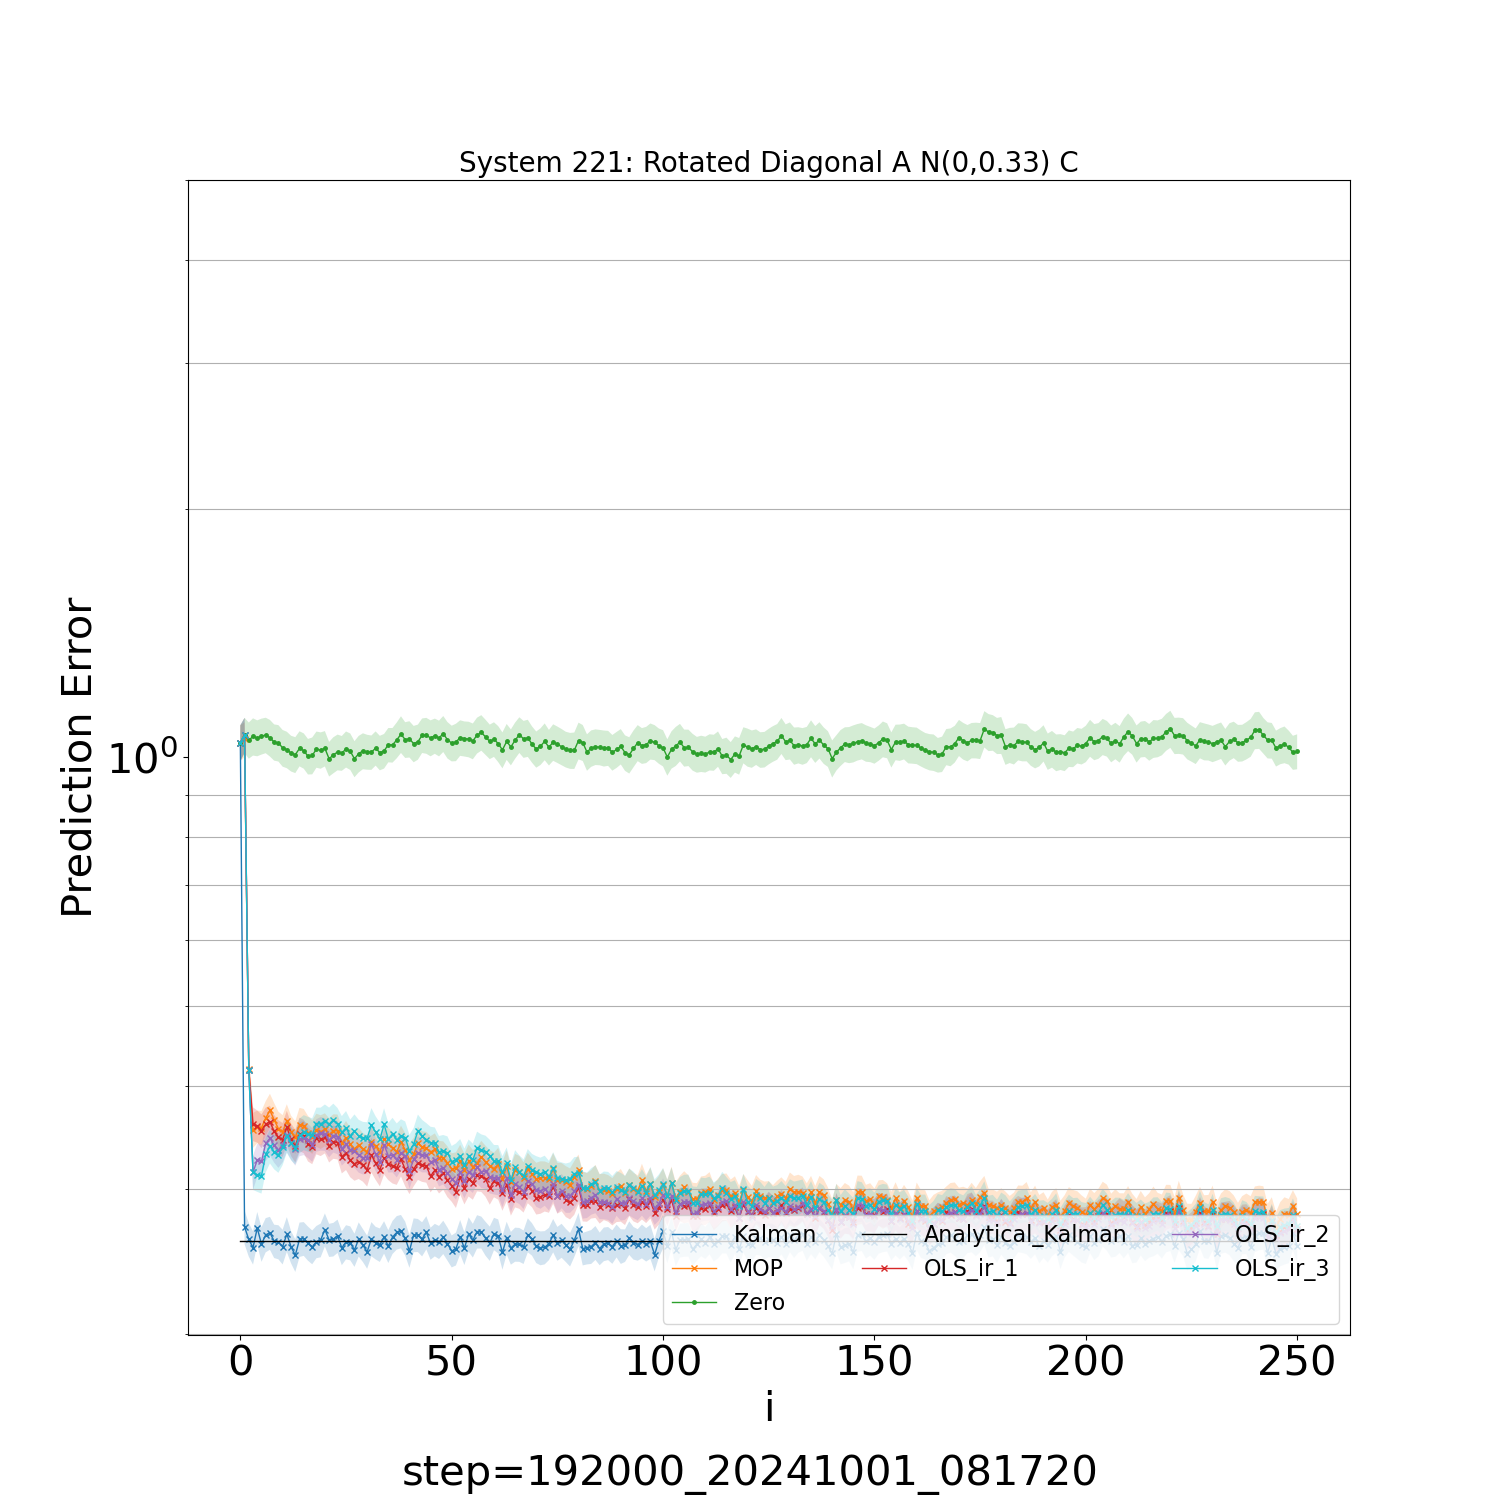 System 221: Rotated Diagonal A N(0,0.33) C
Prediction Error
10⁰
Kalman
MOP
Zero
Analytical_Kalman
OLS_ir_1
OLS_ir_2
OLS_ir_3
0 50 100 150 200 250
i
step=192000_20241001_081720